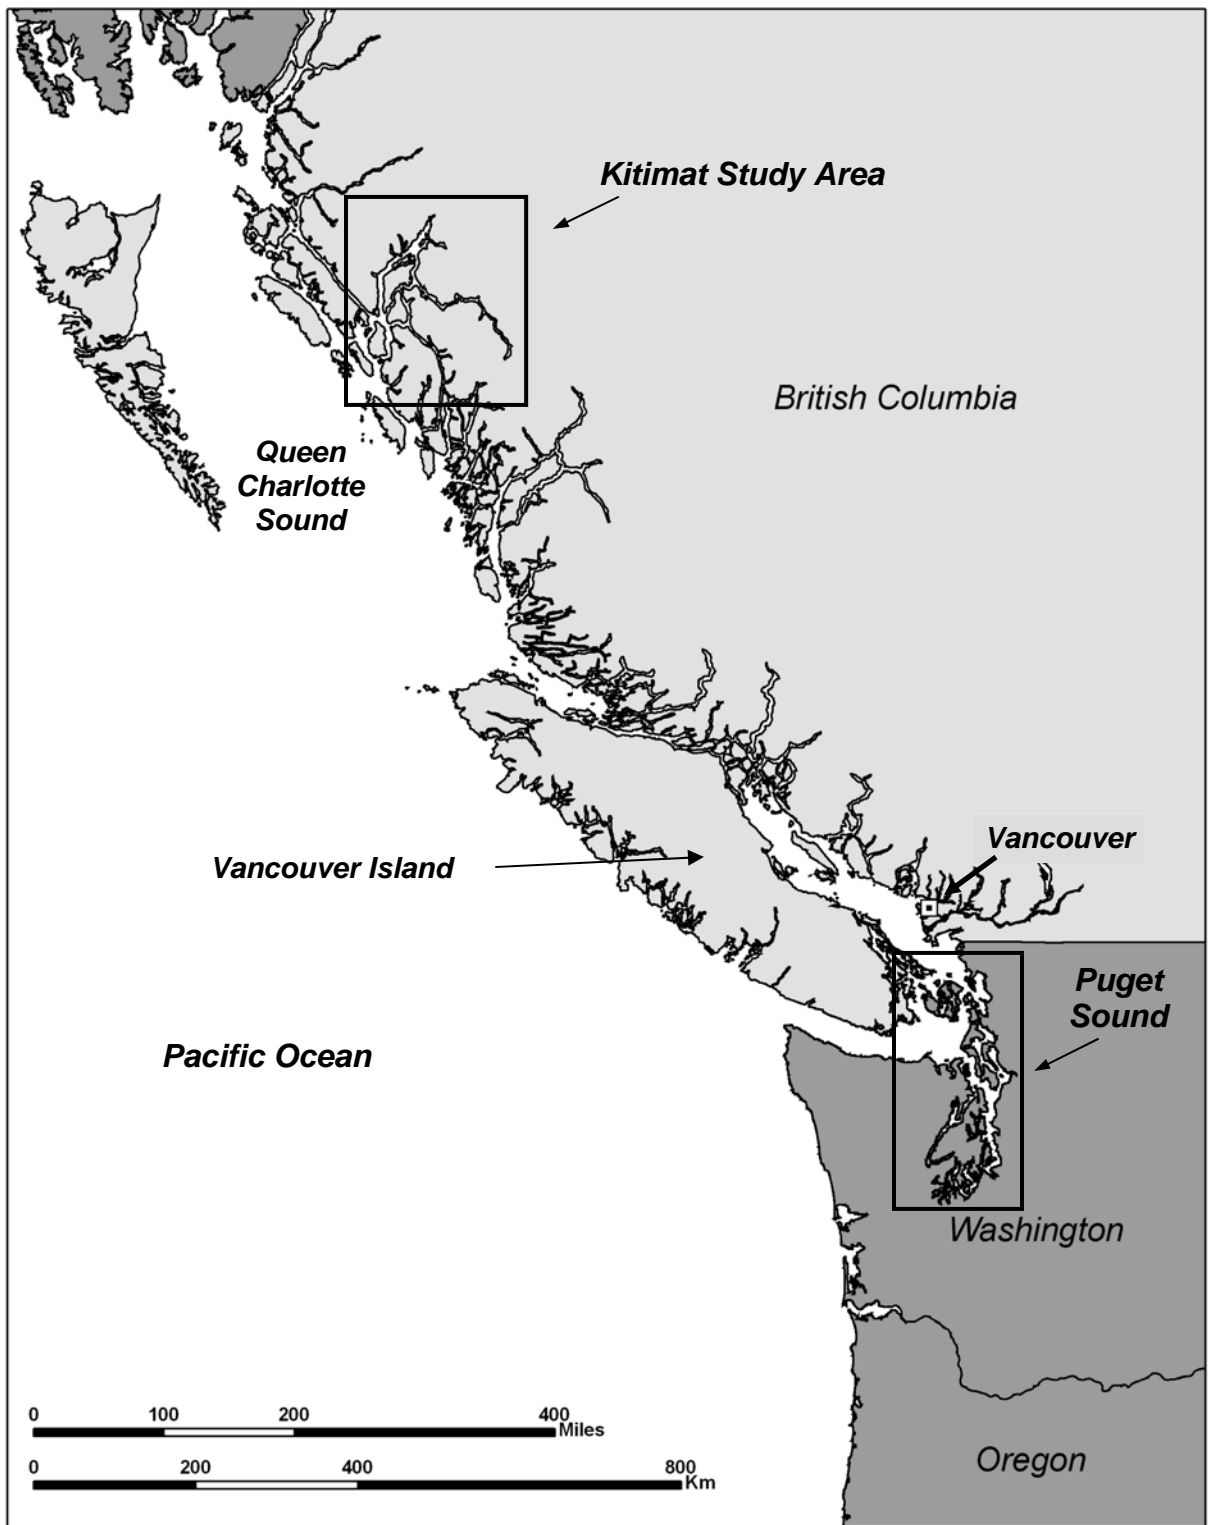 Kitimat Study Area
British Columbia
Queen
Charlotte
Sound
Vancouver
Vancouver Island
Puget
Sound
Pacific Ocean
Washington
0 100 200 400
Miles
0 200 400 800
Km
Oregon